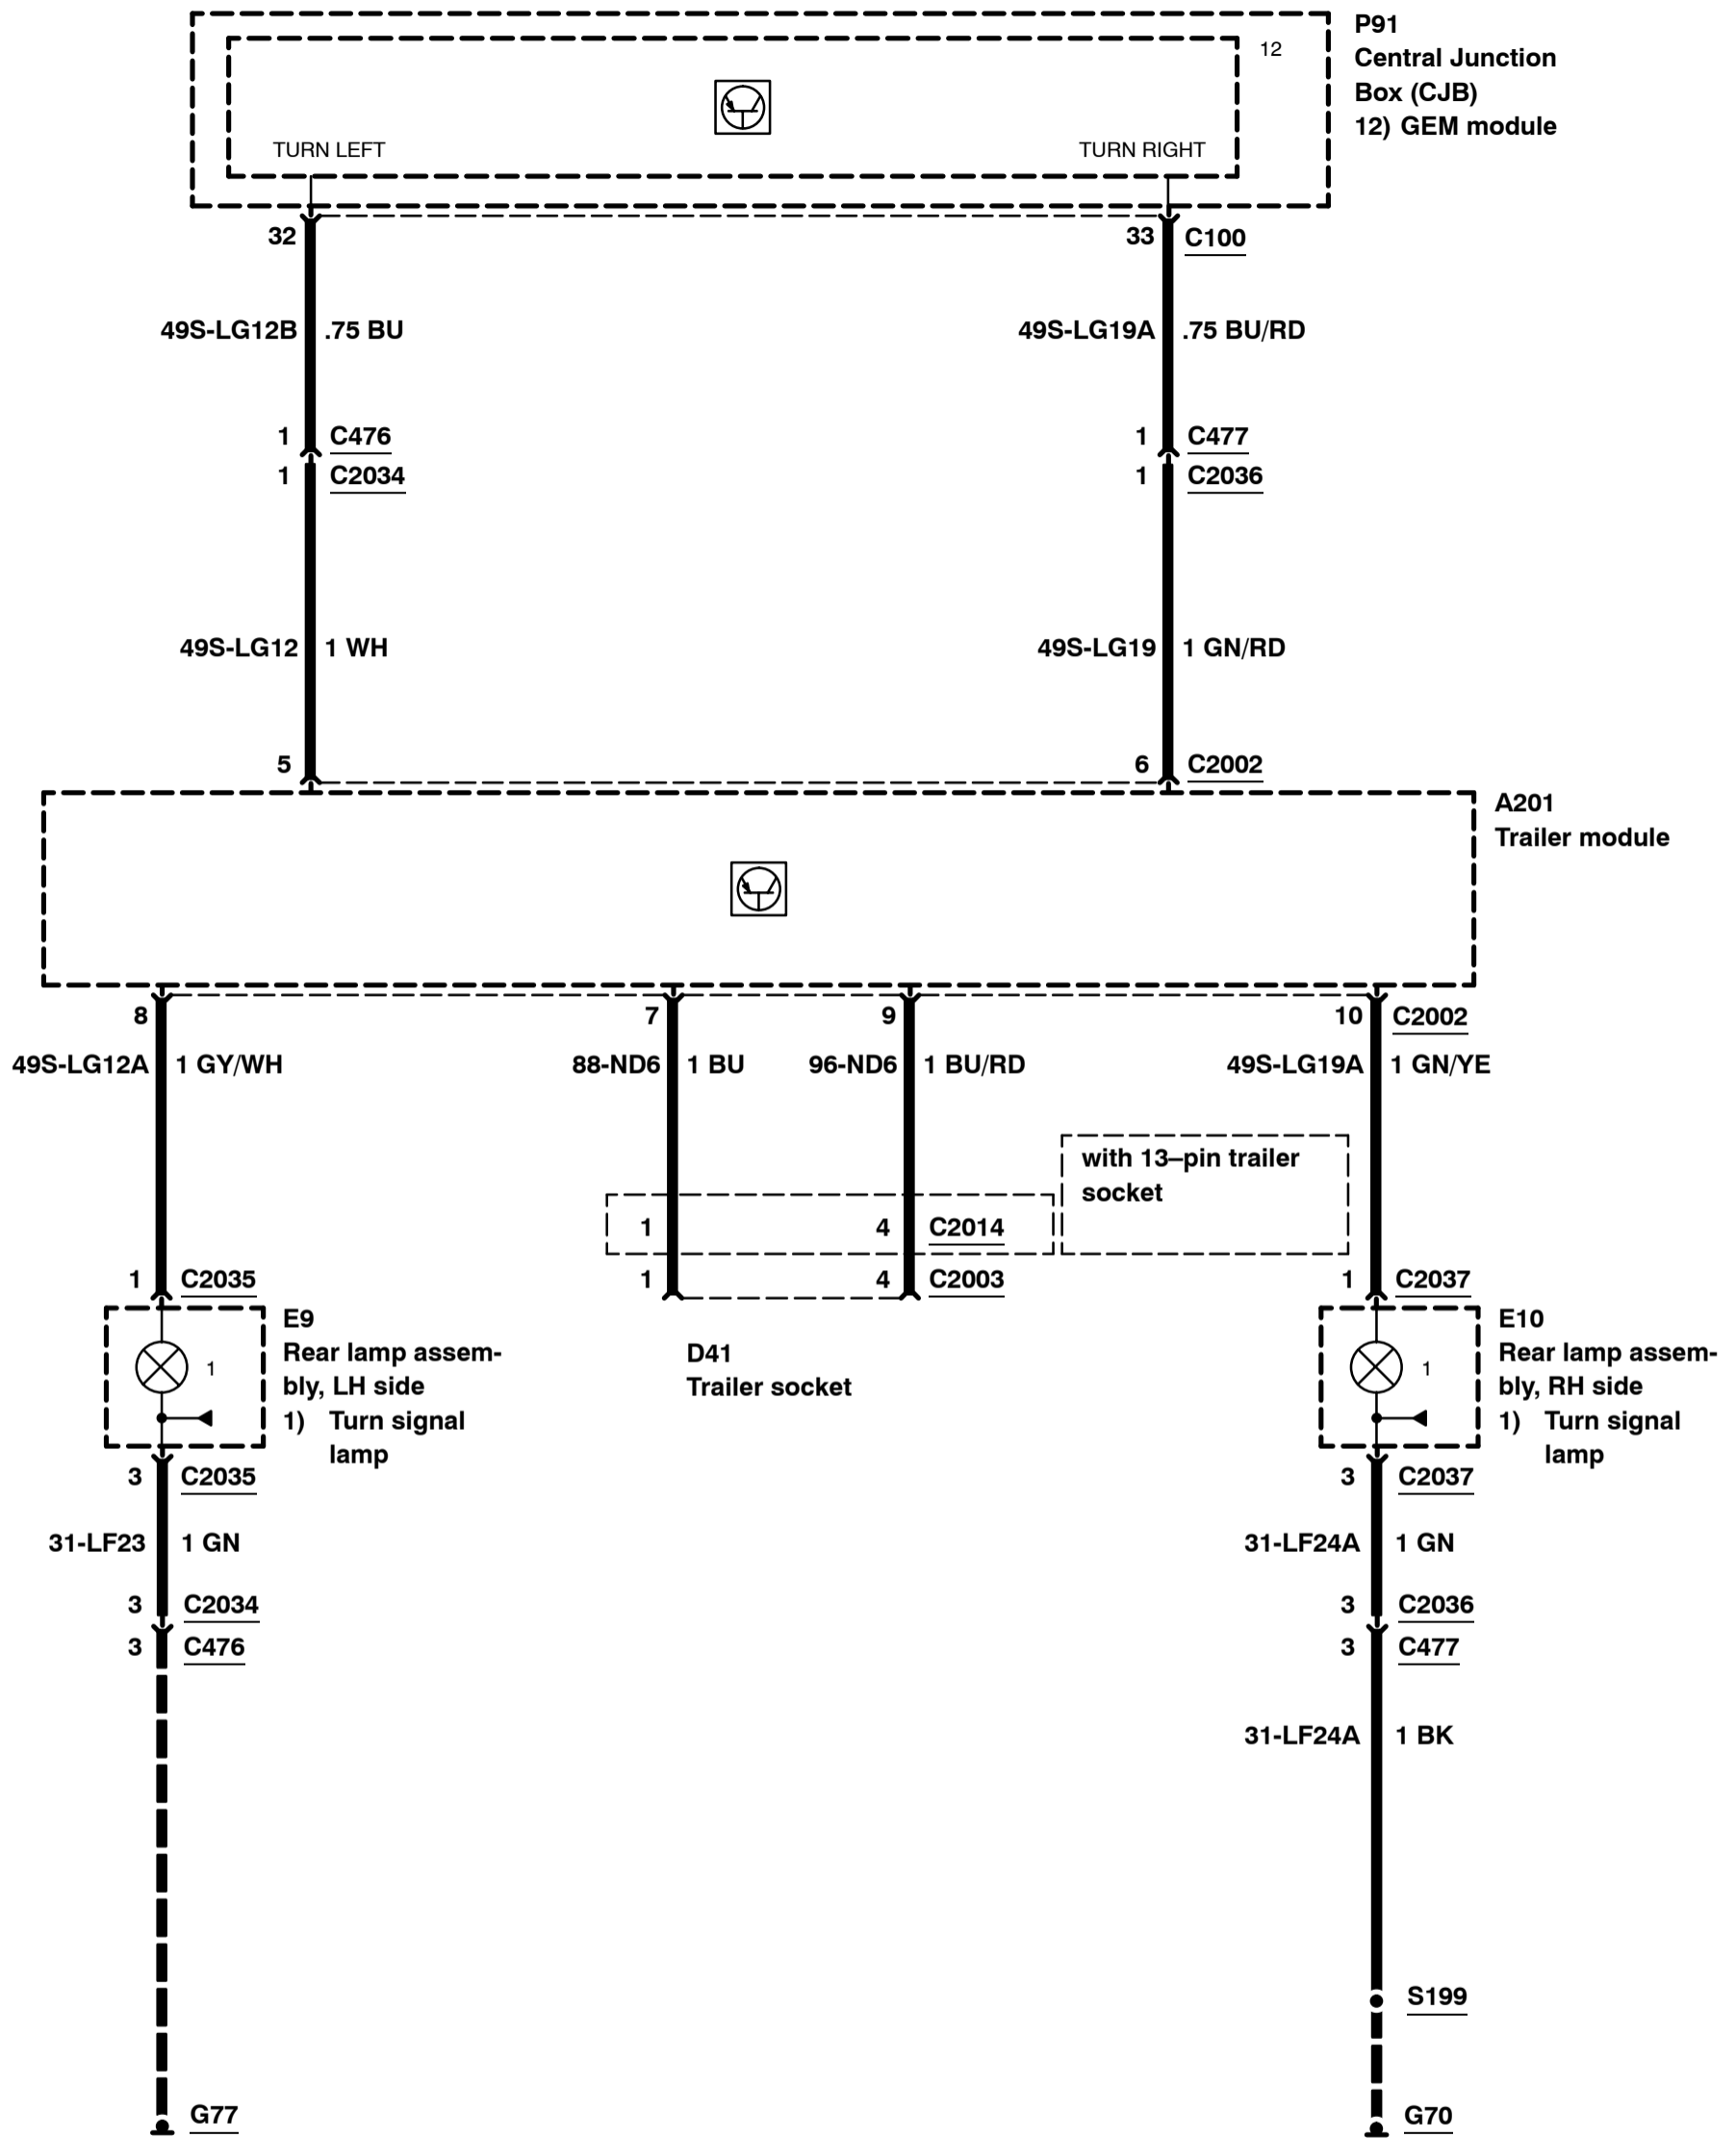 P91
Central Junction
Box (CJB)
12) GEM module
12
TURN LEFT
TURN RIGHT
32
33 C100
49S-LG12B .75 BU
49S-LG19A .75 BU/RD
1 C476
1 C477
1 C2034
1 C2036
49S-LG12 1 WH
49S-LG19 1 GN/RD
5
6 C2002
A201
Trailer module
8
7
9
10 C2002
49S-LG12A 1 GY/WH
88-ND6 1 BU
96-ND6 1 BU/RD
49S-LG19A 1 GN/YE
with 13–pin trailer
socket
1
4 C2014
1 C2035
1
4 C2003
1 C2037
E9
Rear lamp assem-
bly, LH side
1) Turn signal
lamp
1
D41
Trailer socket
E10
Rear lamp assem-
bly, RH side
1) Turn signal
lamp
1
3 C2035
3 C2037
31-LF23 1 GN
31-LF24A 1 GN
3 C2034
3 C2036
3 C476
3 C477
31-LF24A 1 BK
S199
G77
G70